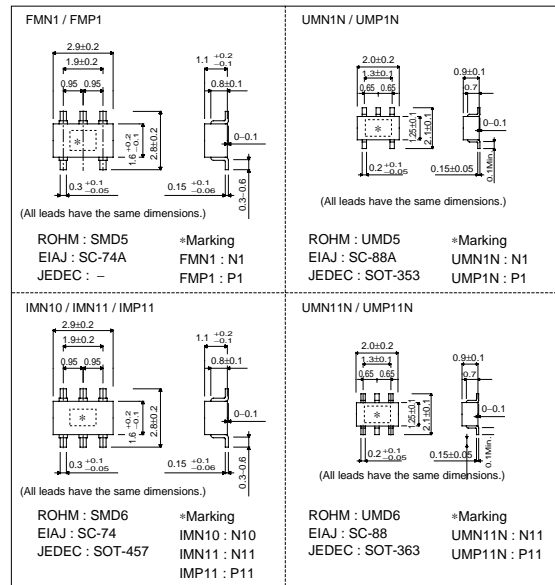 FMN1 / FMP1
2.9±0.2
1.9±0.2
0.95 0.95
1.6 +0.2 −0.1
2.8±0.2
0.3 +0.1 −0.05
1.1 +0.2 −0.1
0.8±0.1
0−0.1
0.15 +0.1 −0.06
0.3−0.6
(All leads have the same dimensions.)
ROHM : SMD5
EIAJ : SC-74A
JEDEC : −
*Marking
FMN1 : N1
FMP1 : P1
UMN1N / UMP1N
2.0±0.2
1.3±0.1
0.65 0.65
1.25±0.1
2.1±0.1
0.2 +0.1 −0.05
0.9±0.1
0.7
0−0.1
0.15±0.05
0.1Min.
(All leads have the same dimensions.)
ROHM : UMD5
EIAJ : SC-88A
JEDEC : SOT-353
*Marking
UMN1N : N1
UMP1N : P1
IMN10 / IMN11 / IMP11
2.9±0.2
1.9±0.2
0.95 0.95
1.6 +0.2 −0.1
2.8±0.2
0.3 +0.1 −0.05
1.1 +0.2 −0.1
0.8±0.1
0−0.1
0.15 +0.1 −0.06
0.3−0.6
(All leads have the same dimensions.)
ROHM : SMD6
EIAJ : SC-74
JEDEC : SOT-457
*Marking
IMN10 : N10
IMN11 : N11
IMP11 : P11
UMN11N / UMP11N
2.0±0.2
1.3±0.1
0.65 0.65
1.25±0.1
2.1±0.1
0.2 +0.1 −0.05
0.9±0.1
0.7
0−0.1
0.15±0.05
0.1Min.
(All leads have the same dimensions.)
ROHM : UMD6
EIAJ : SC-88
JEDEC : SOT-363
*Marking
UMN11N : N11
UMP11N : P11